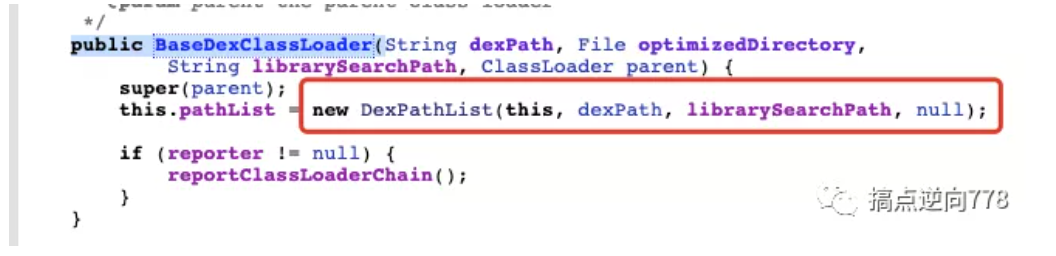 */
public BaseDexClassLoader(String dexPath, File optimizedDirectory,
String librarySearchPath, ClassLoader parent) {
super(parent);
this.pathList = new DexPathList(this, dexPath, librarySearchPath, null);
if (reporter != null) {
reportClassLoaderChain();
}
}
搞点逆向778